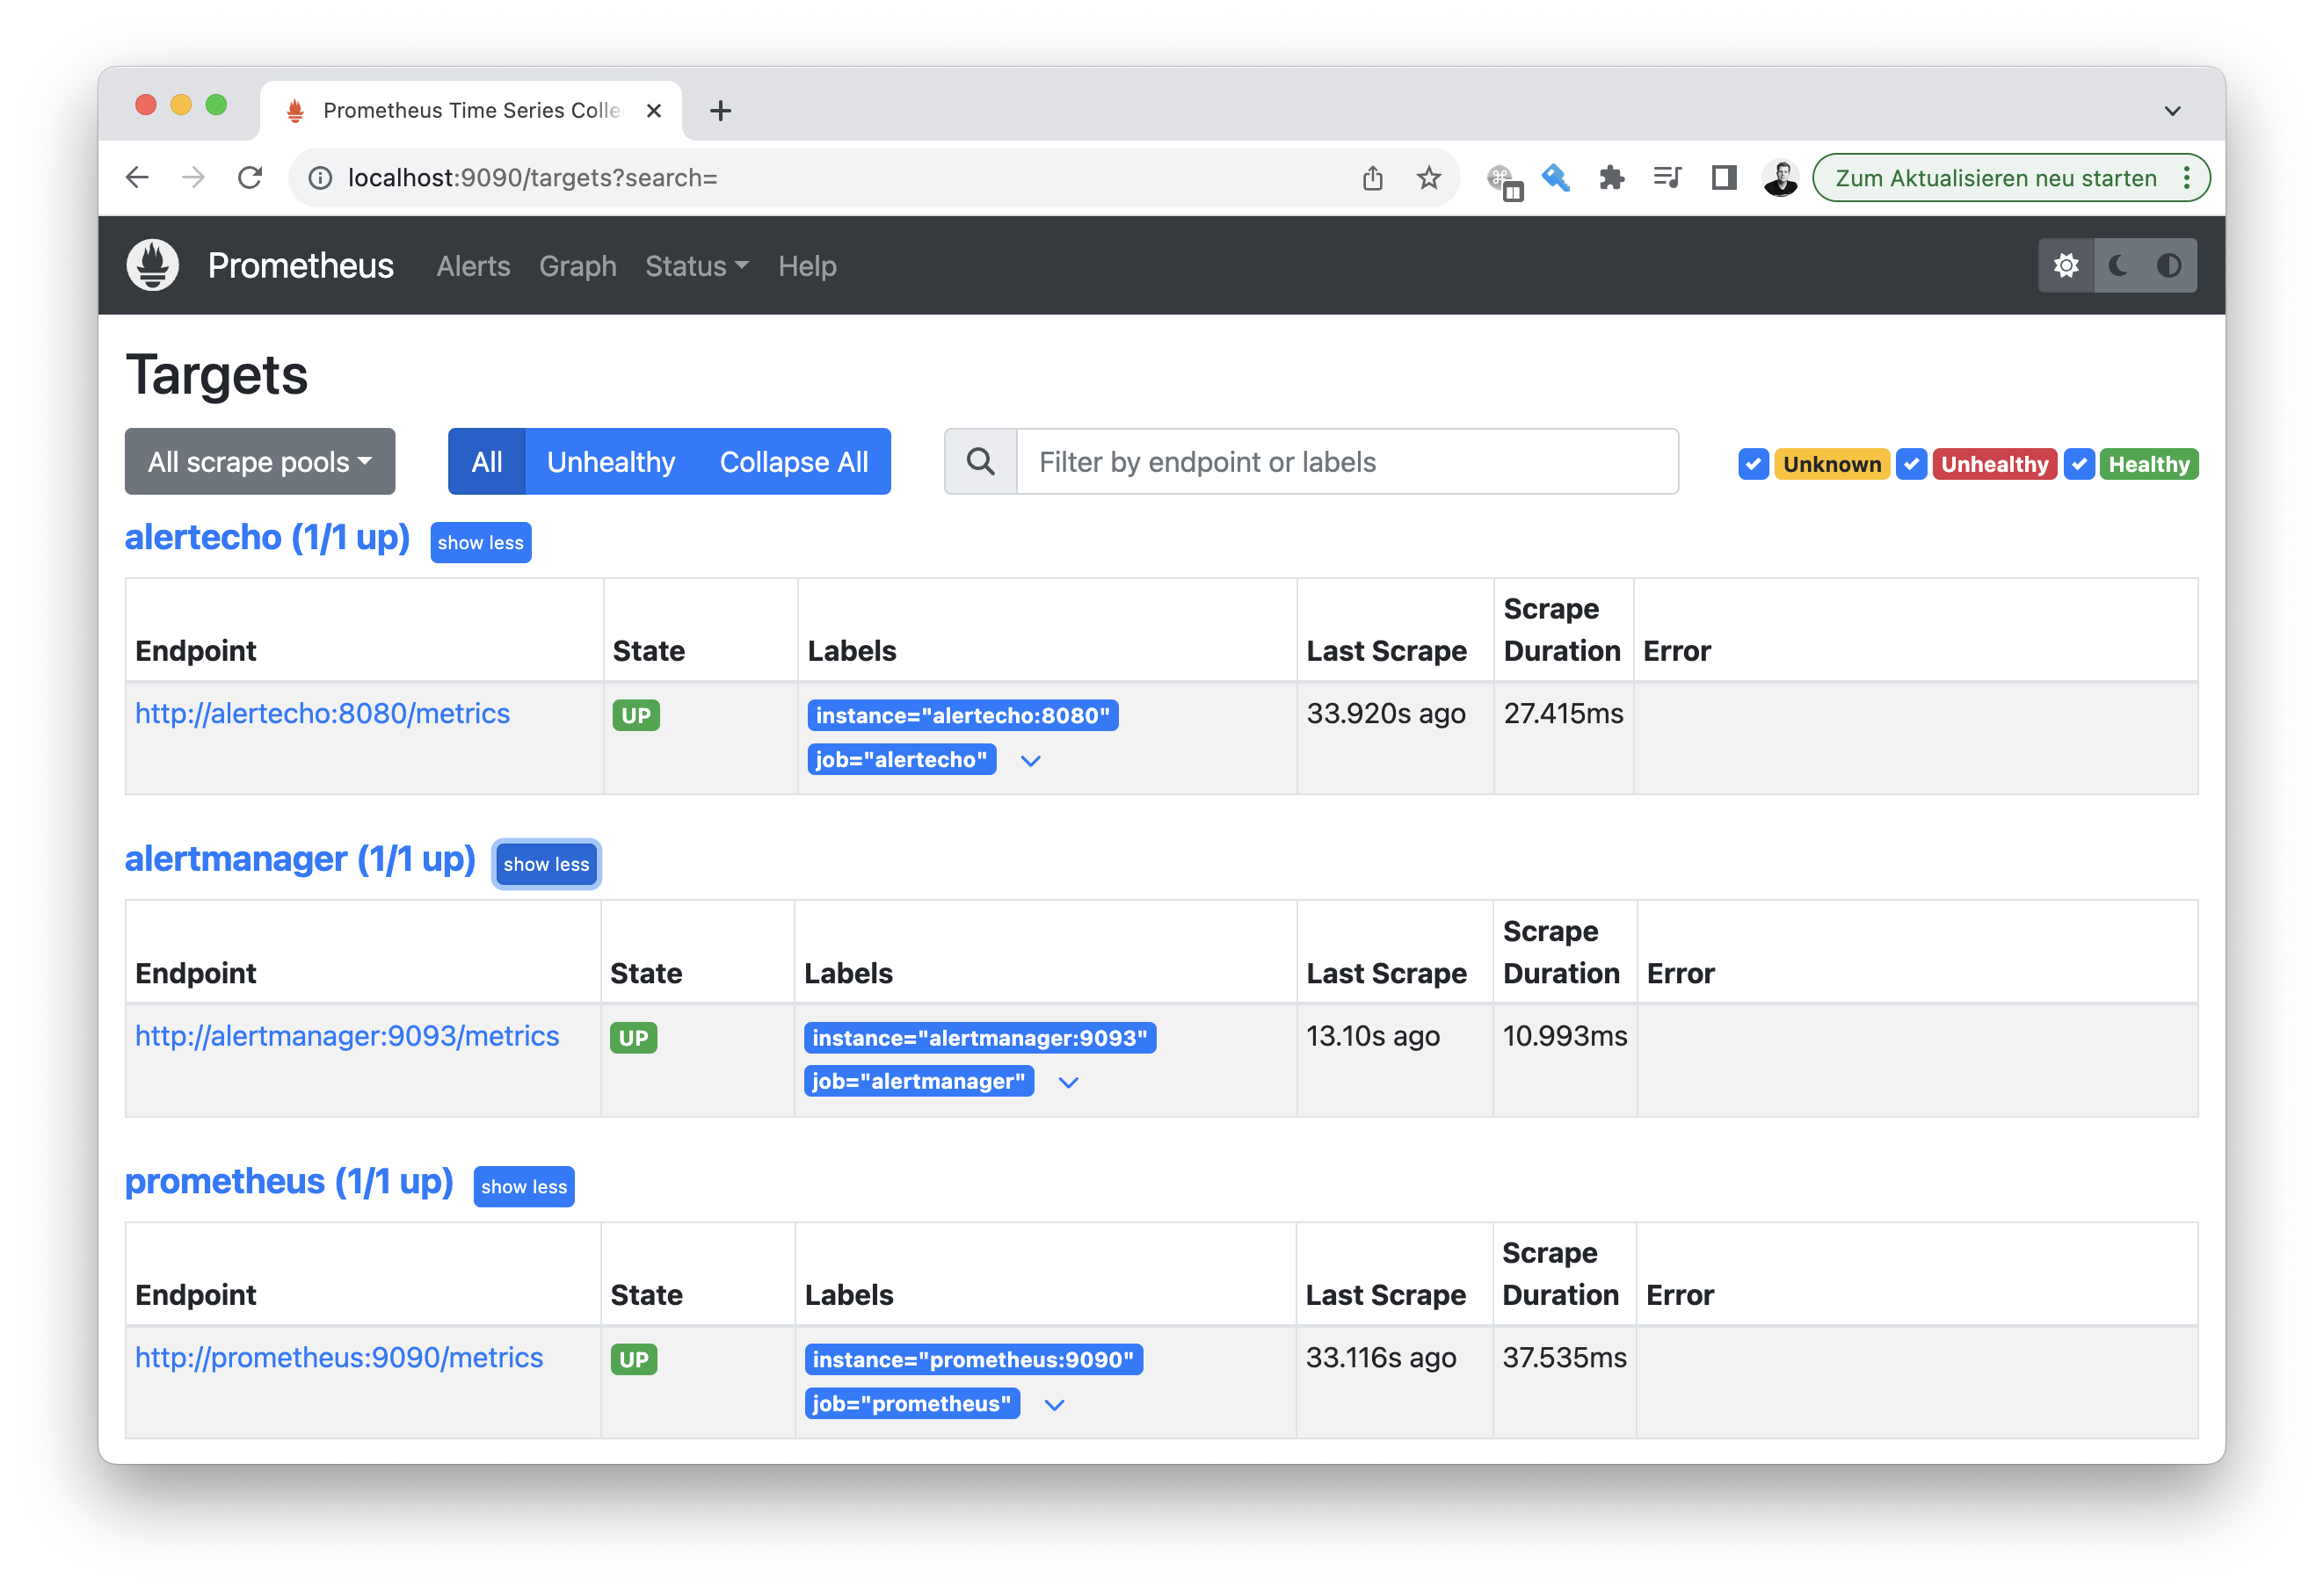 Prometheus Time Series Colle
localhost:9090/targets?search=
Zum Aktualisieren neu starten
Prometheus Alerts Graph Status Help
Targets
All scrape pools All Unhealthy Collapse All Filter by endpoint or labels Unknown Unhealthy Healthy
alertecho (1/1 up) show less
Endpoint State Labels Last Scrape Scrape Duration Error
http://alertecho:8080/metrics UP instance="alertecho:8080" 33.920s ago 27.415ms
job="alertecho"
alertmanager (1/1 up) show less
Endpoint State Labels Last Scrape Scrape Duration Error
http://alertmanager:9093/metrics UP instance="alertmanager:9093" 13.10s ago 10.993ms
job="alertmanager"
prometheus (1/1 up) show less
Endpoint State Labels Last Scrape Scrape Duration Error
http://prometheus:9090/metrics UP instance="prometheus:9090" 33.116s ago 37.535ms
job="prometheus"